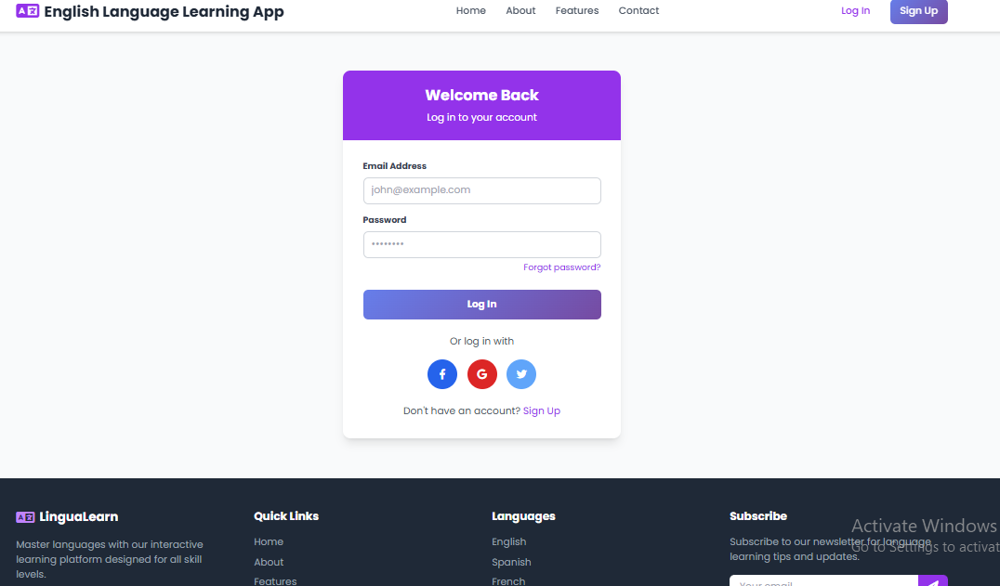 English Language Learning App
Home About Features Contact
Log In Sign Up
Welcome Back
Log in to your account
Email Address
john@example.com
Password
••••••••
Forgot password?
Log In
Or log in with
Don't have an account? Sign Up
LinguaLearn
Master languages with our interactive
learning platform designed for all skill
levels.
Quick Links
Home
About
Features
Languages
English
Spanish
French
Subscribe
Subscribe to our newsletter for language
learning tips and updates.
Your email
Activate Windows
Go to Settings to activat